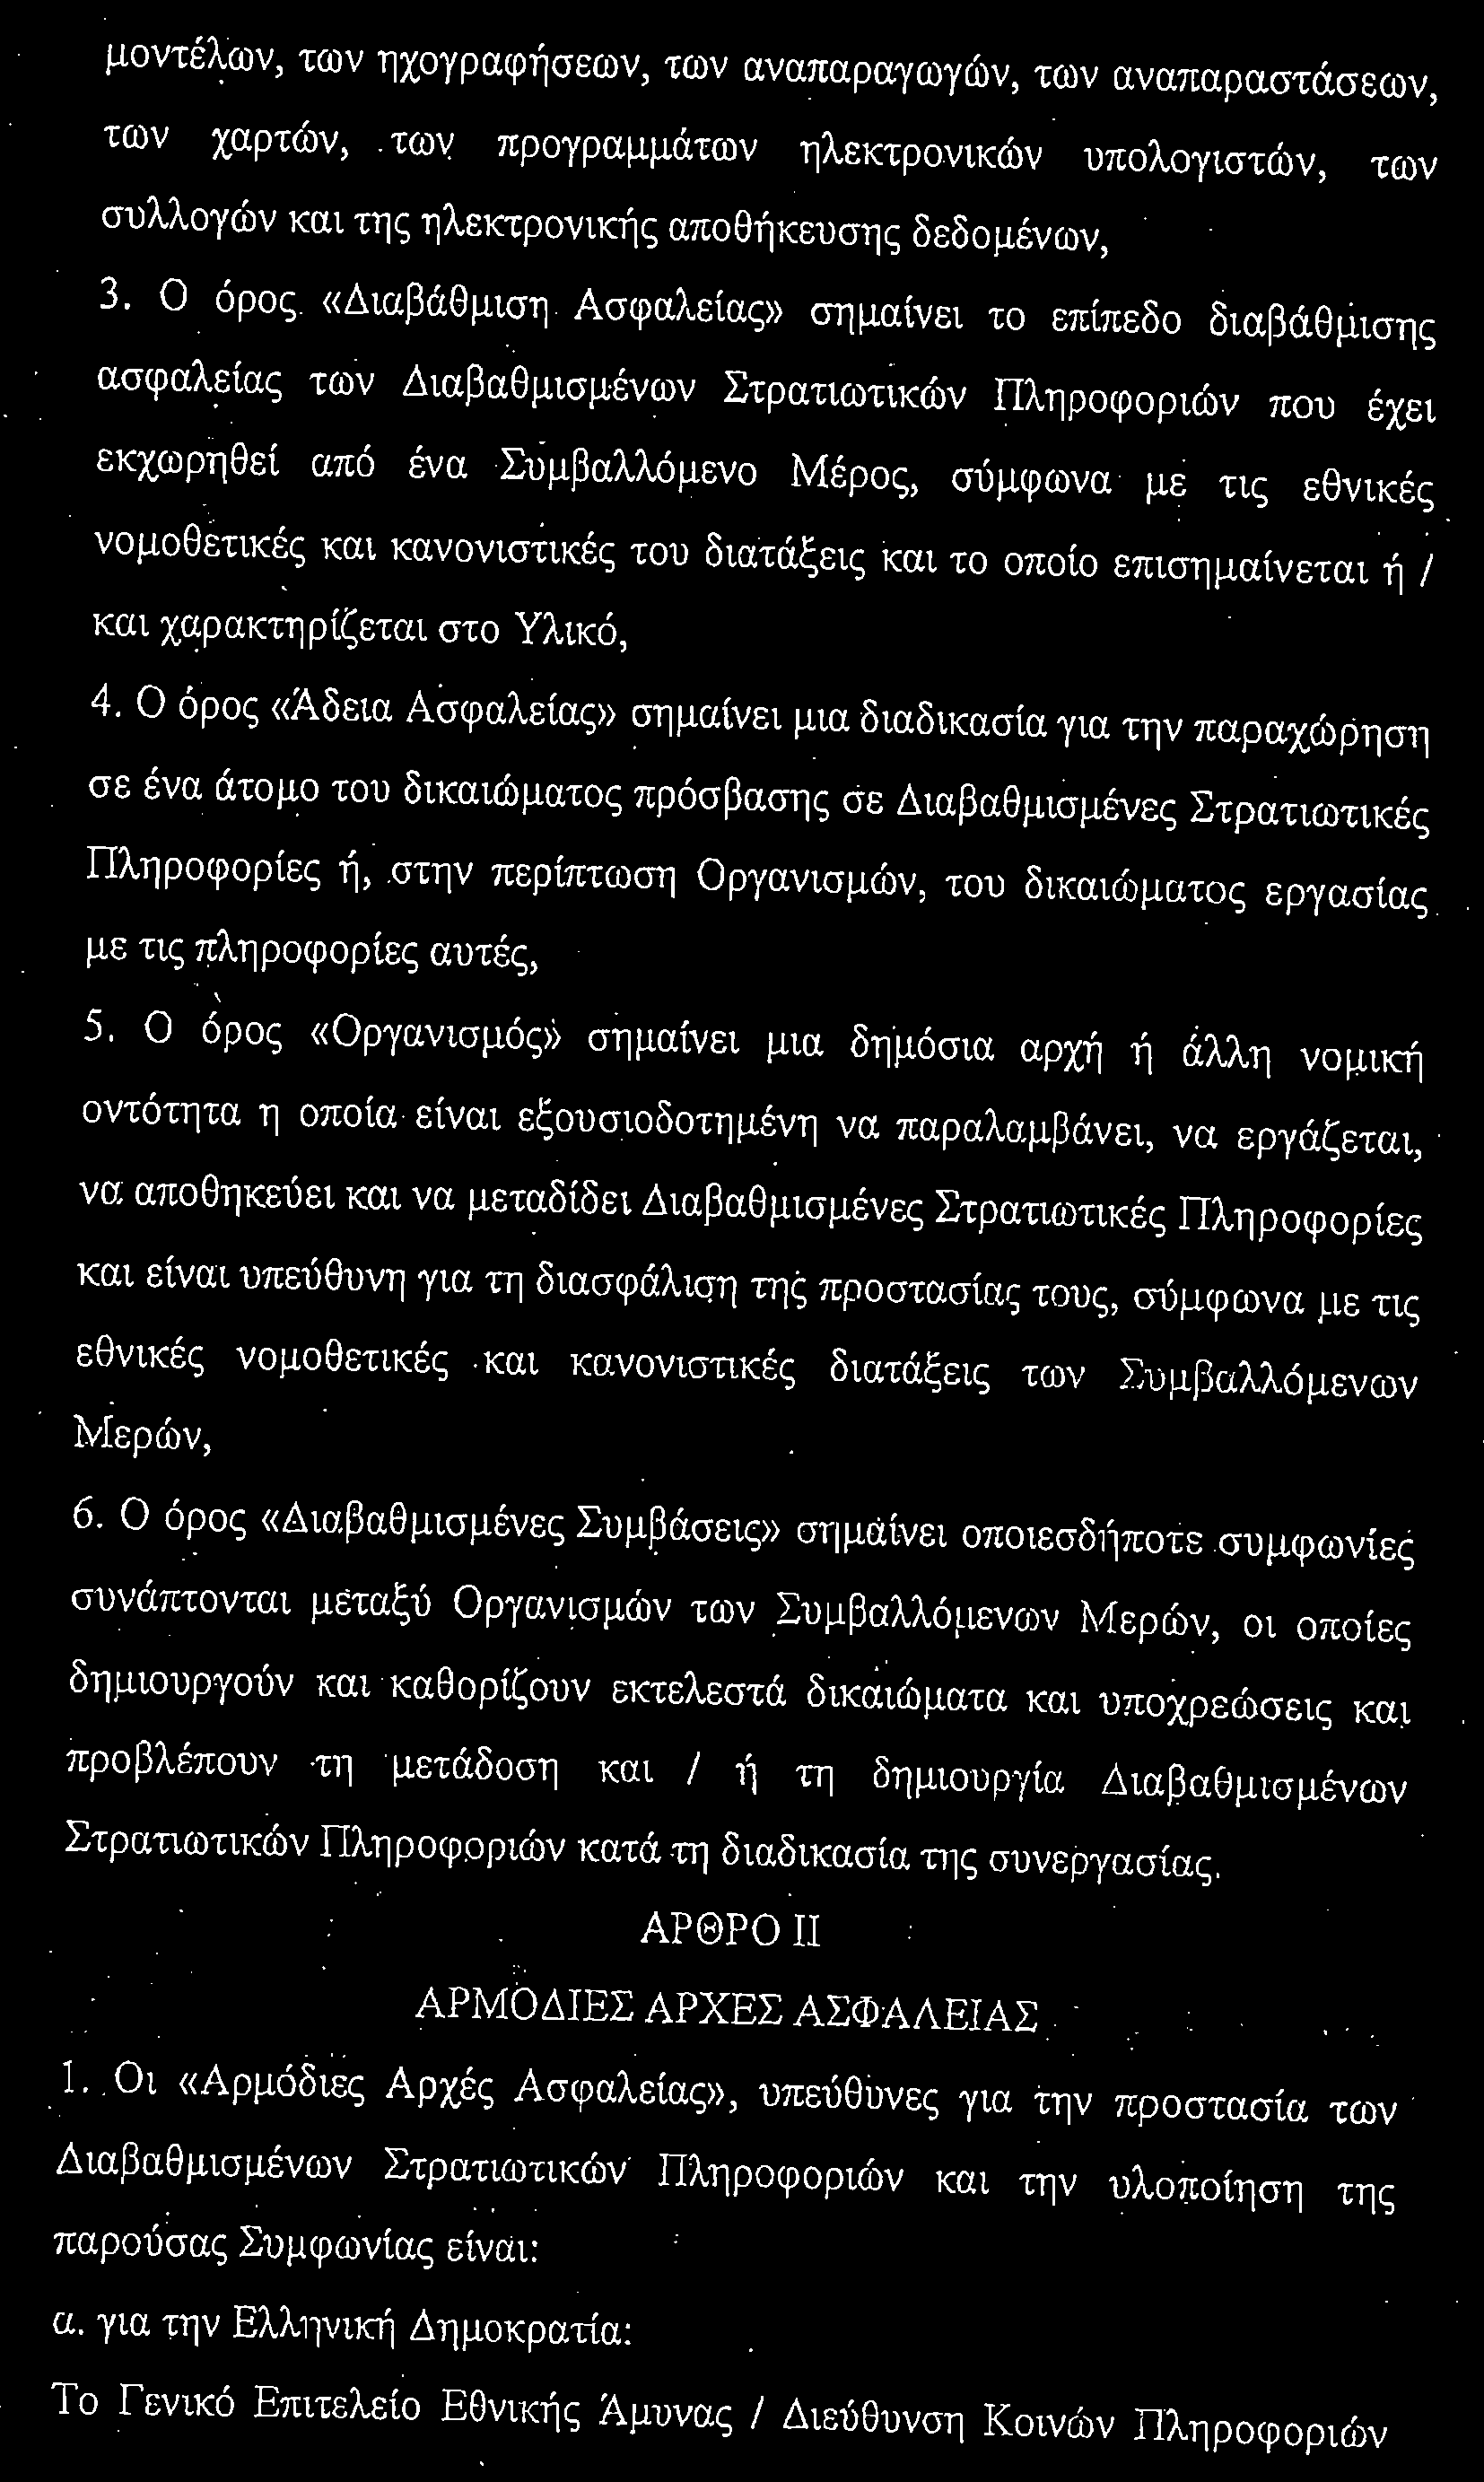 μοντέλων, των ηχογραφήσεων, των αναπαραγωγών, των αναπαραστάσεων,
των χαρτών, των προγραμμάτων ηλεκτρονικών υπολογιστών, των
συλλογών και της ηλεκτρονικής αποθήκευσης δεδομένων,
3. Ο όρος «Διαβάθμιση Ασφαλείας» σημαίνει το επίπεδο διαβάθμισης
ασφαλείας των Διαβαθμισμένων Στρατιωτικών Πληροφοριών που έχει
εκχωρηθεί από ένα Συμβαλλόμενο Μέρος, σύμφωνα με τις εθνικές
νομοθετικές και κανονιστικές του διατάξεις και το οποίο επισημαίνεται ή /
και χαρακτηρίζεται στο Υλικό,
4. Ο όρος «Άδεια Ασφαλείας» σημαίνει μια διαδικασία για την παραχώρηση
σε ένα άτομο του δικαιώματος πρόσβασης σε Διαβαθμισμένες Στρατιωτικές
Πληροφορίες ή, στην περίπτωση Οργανισμών, του δικαιώματος εργασίας
με τις πληροφορίες αυτές,
5. Ο όρος «Οργανισμός» σημαίνει μια δημόσια αρχή ή άλλη νομική
οντότητα η οποία είναι εξουσιοδοτημένη να παραλαμβάνει, να εργάζεται,
να αποθηκεύει και να μεταδίδει Διαβαθμισμένες Στρατιωτικές Πληροφορίες
και είναι υπεύθυνη για τη διασφάλιση της προστασίας τους, σύμφωνα με τις
εθνικές νομοθετικές και κανονιστικές διατάξεις των Συμβαλλόμενων
Μερών,
6. Ο όρος «Διαβαθμισμένες Συμβάσεις» σημαίνει οποιεσδήποτε συμφωνίες
συνάπτονται μεταξύ Οργανισμών των Συμβαλλόμενων Μερών, οι οποίες
δημιουργούν και καθορίζουν εκτελεστά δικαιώματα και υποχρεώσεις και
προβλέπουν τη μετάδοση και / ή τη δημιουργία Διαβαθμισμένων
Στρατιωτικών Πληροφοριών κατά τη διαδικασία της συνεργασίας.
ΑΡΘΡΟ ΙΙ
ΑΡΜΟΔΙΕΣ ΑΡΧΕΣ ΑΣΦΑΛΕΙΑΣ
1. Οι «Αρμόδιες Αρχές Ασφαλείας», υπεύθυνες για την προστασία των
Διαβαθμισμένων Στρατιωτικών Πληροφοριών και την υλοποίηση της
παρούσας Συμφωνίας είναι:
α. για την Ελληνική Δημοκρατία:
Το Γενικό Επιτελείο Εθνικής Άμυνας / Διεύθυνση Κοινών Πληροφοριών